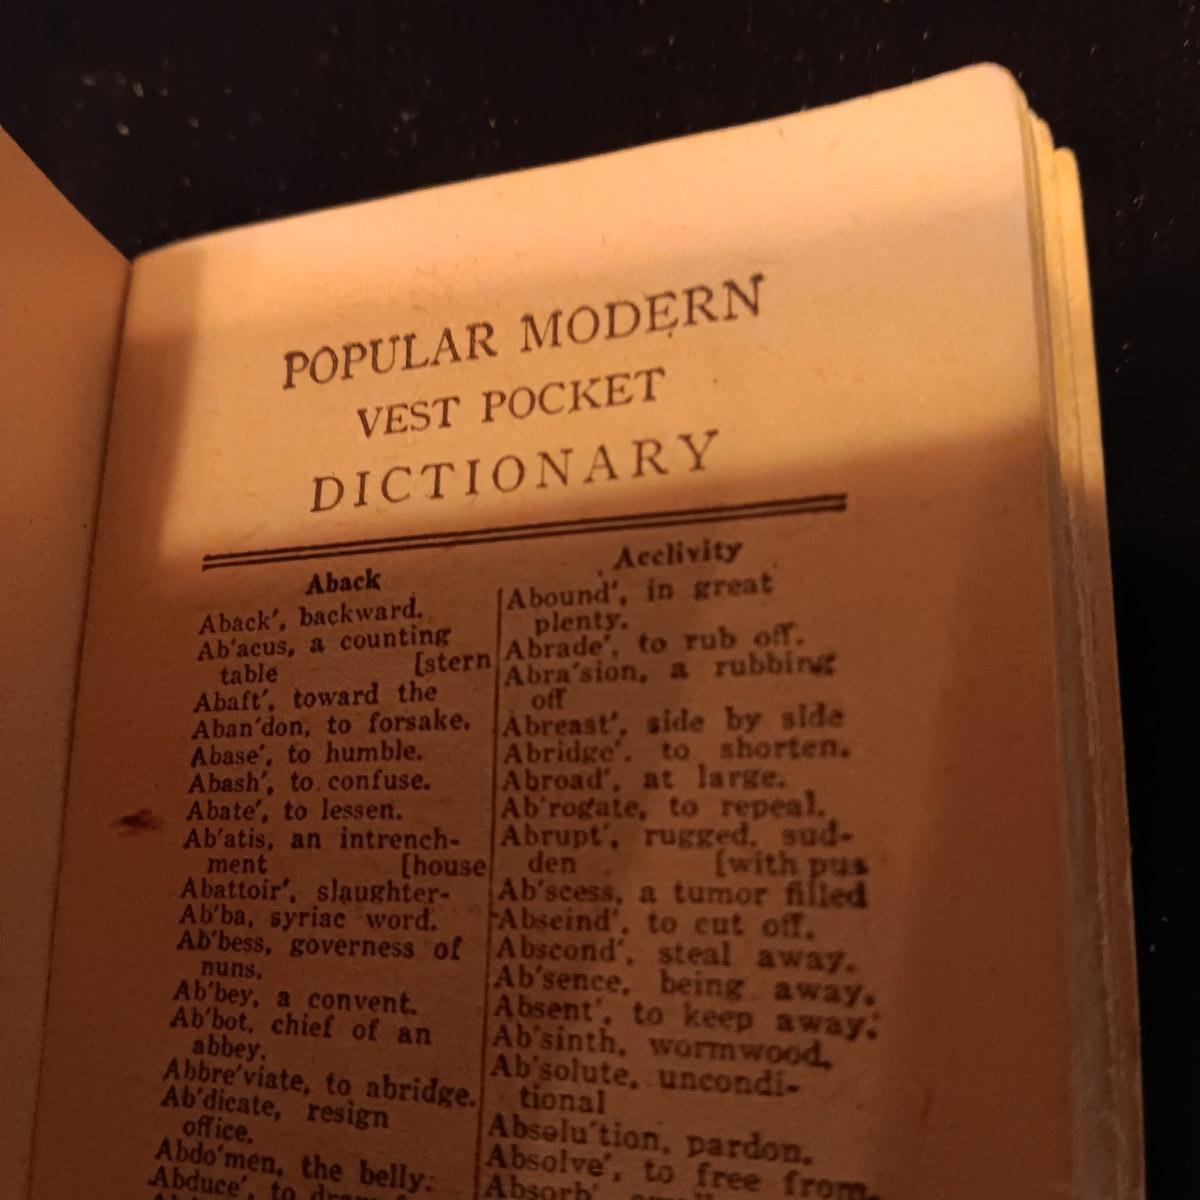 POPULAR MODERN
VEST POCKET
DICTIONARY
Aback
Aback', backward.
Ab'acus, a counting
table [stern
Abaft', toward the
Aban'don, to forsake.
Abase', to humble.
Abash', to confuse.
Abate', to lessen.
Ab'atis, an intrench-
ment [house
Abattoir', slaughter-
Ab'ba, syriac word.
Ab'bess, governess of
nuns.
Ab'bey, a convent.
Ab'bot, chief of an
abbey.
Abbre'viate, to abridge.
Ab'dicate, resign
office.
Abdo'men, the belly.
Abduce', to
Acclivity
Abound', in great
plenty.
Abrade', to rub off.
Abra'sion, a rubbing
off
Abreast', side by side
Abridge', to shorten.
Abroad', at large.
Ab'rogate, to repeal.
Abrupt', rugged, sud-
den [with pus
Ab'scess, a tumor filled
Abseind', to cut off.
Abscond', steal away.
Ab'sence, being away.
Absent', to keep away.
Ab'sinth, wormwood.
Ab'solute, uncondi-
tional
Absolu'tion, pardon.
Absolve', to free from.
Absorb'